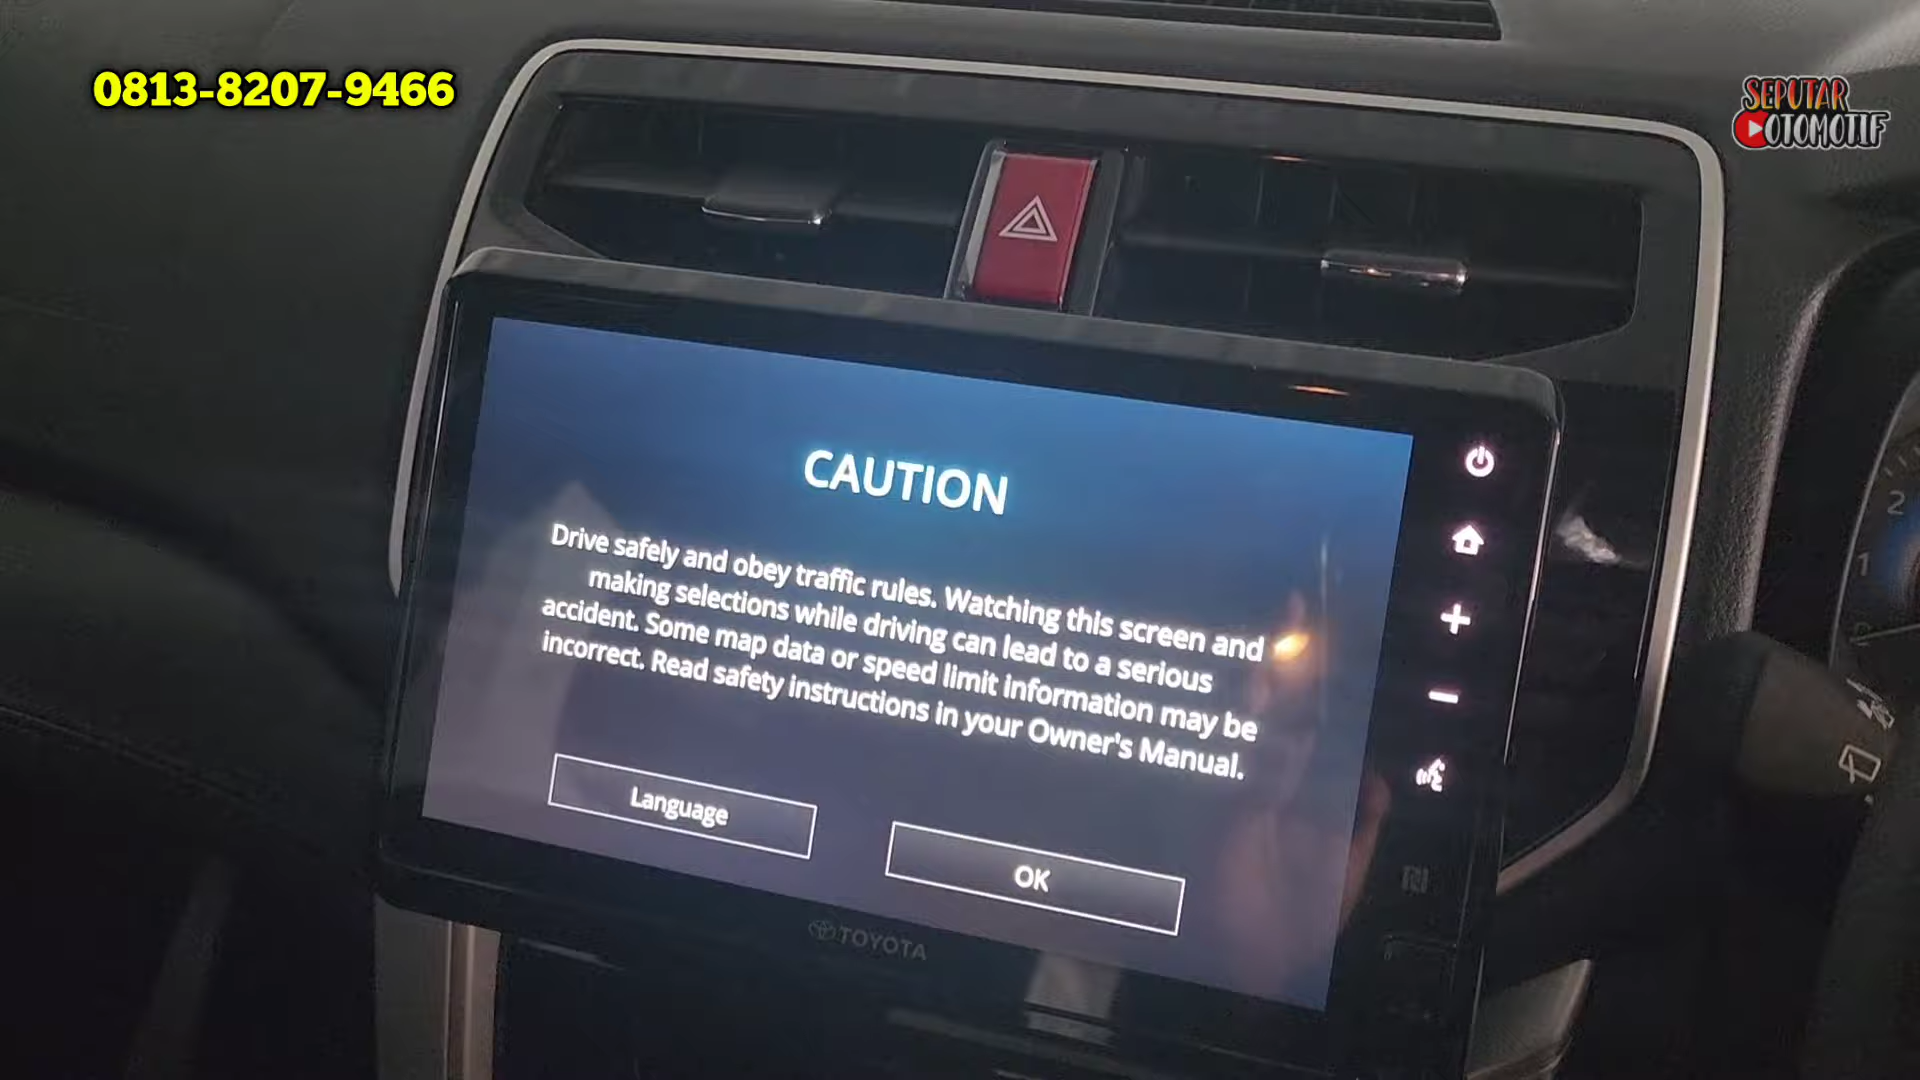 0813-8207-9466
SEPUTAR
OTOMOTIF
CAUTION
Drive safely and obey traffic rules. Watching this screen and
making selections while driving can lead to a serious
accident. Some map data or speed limit information may be
incorrect. Read safety instructions in your Owner's Manual.
Language
OK
TOYOTA
2
1